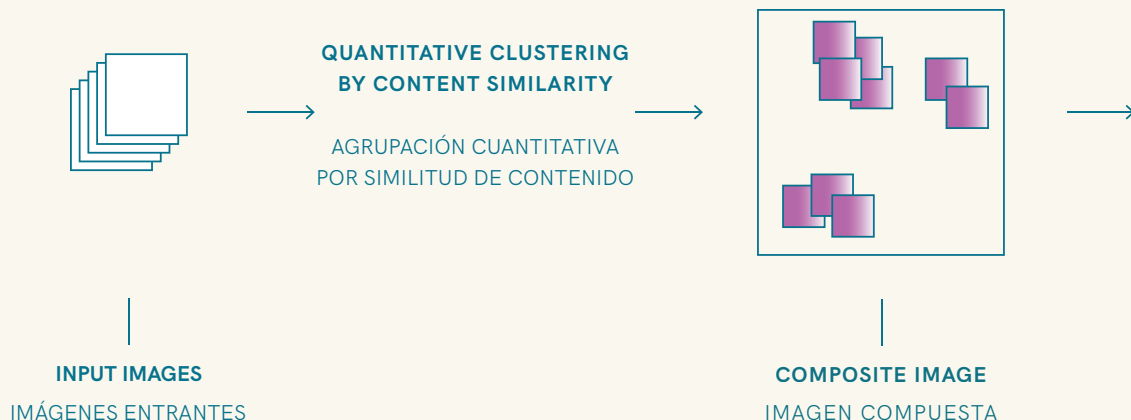 QUANTITATIVE CLUSTERING
BY CONTENT SIMILARITY
AGRUPACIÓN CUANTITATIVA
POR SIMILITUD DE CONTENIDO
INPUT IMAGES
IMÁGENES ENTRANTES
COMPOSITE IMAGE
IMAGEN COMPUESTA